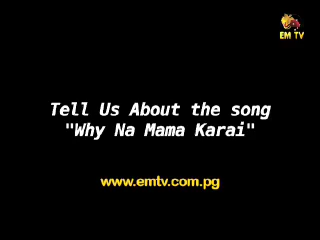 EM TV
Tell Us About the song
"Why Na Mama Karai"
www.emtv.com.pg